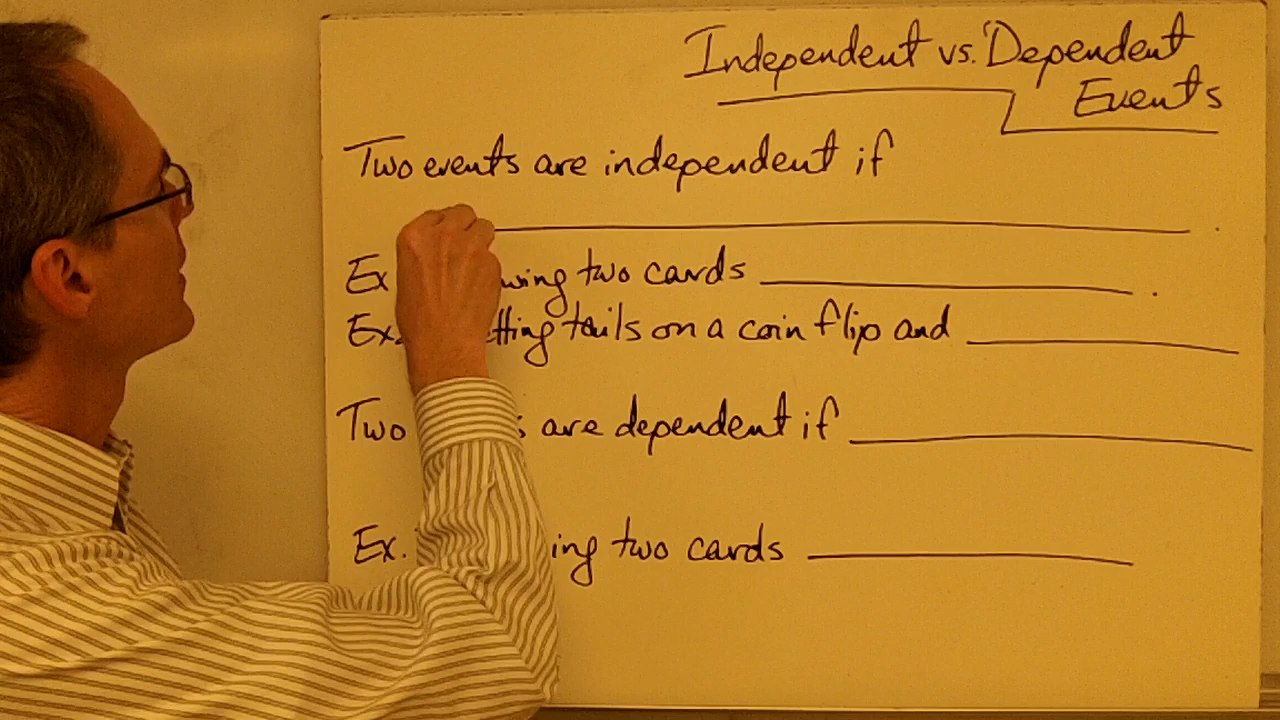 Independent vs. Dependent
Events
Two events are independent if
.
Ex wing two cards .
Ex. tting tails on a coin flip and
Two s are dependent if
Ex. ing two cards